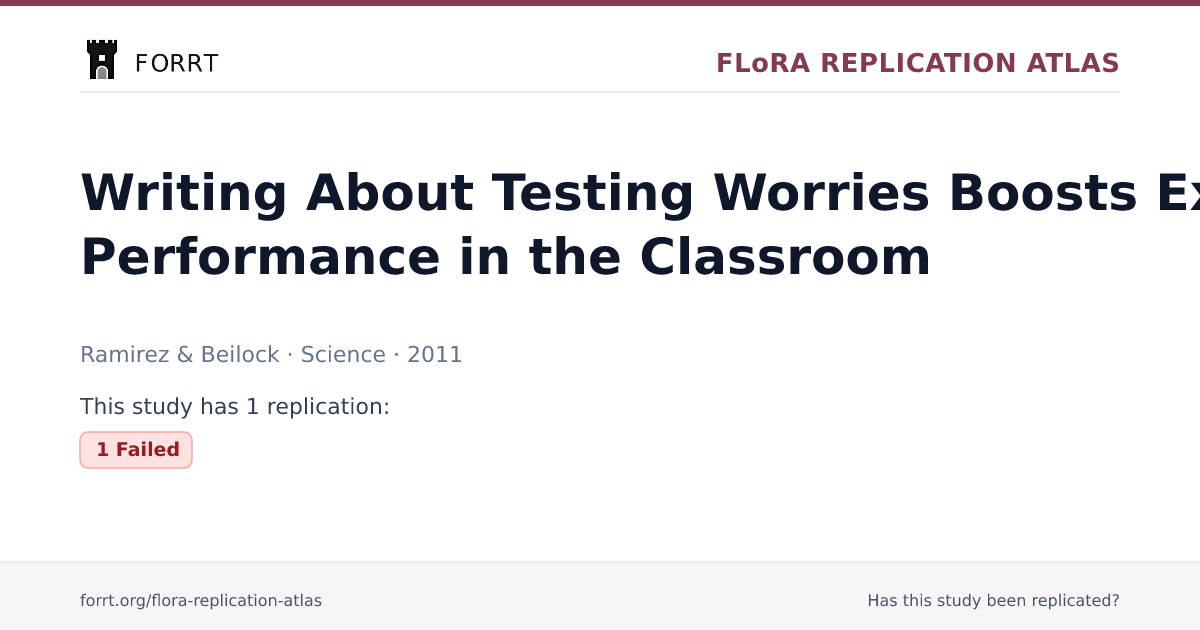 FORRT
FLoRA REPLICATION ATLAS
Writing About Testing Worries Boosts
Performance in the Classroom
Ramirez & Beilock · Science · 2011
This study has 1 replication:
1 Failed
forrt.org/flora-replication-atlas
Has this study been replicated?